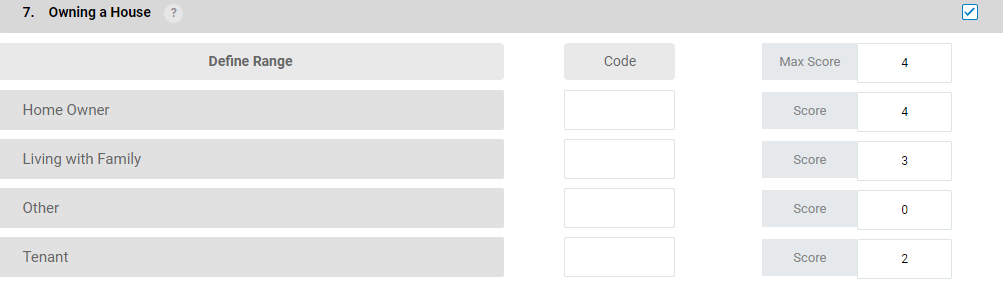 7. Owning a House ?
Define Range Code Max Score 4
Home Owner Score 4
Living with Family Score 3
Other Score 0
Tenant Score 2